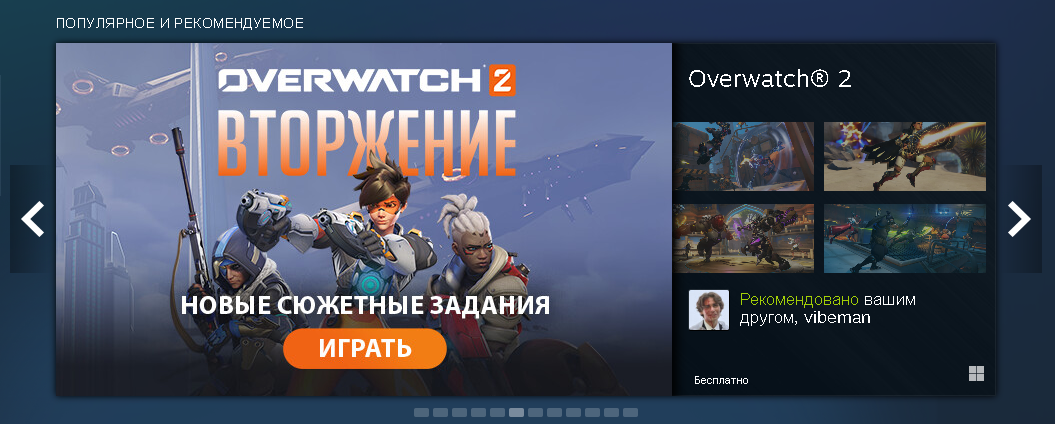 ПОПУЛЯРНОЕ И РЕКОМЕНДУЕМОЕ
OVERWATCH 2
ВТОРЖЕНИЕ
НОВЫЕ СЮЖЕТНЫЕ ЗАДАНИЯ
ИГРАТЬ
Overwatch® 2
Рекомендовано вашим
другом, vibeman
Бесплатно